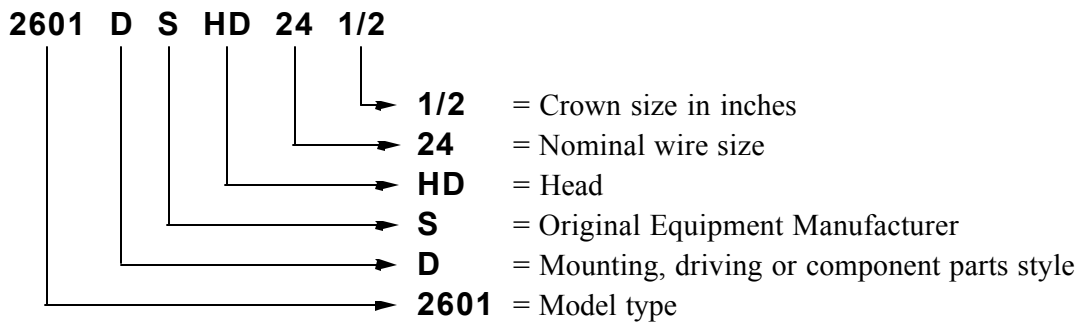 2601 D S HD 24 1/2
1/2 = Crown size in inches
24 = Nominal wire size
HD = Head
S = Original Equipment Manufacturer
D = Mounting, driving or component parts style
2601 = Model type